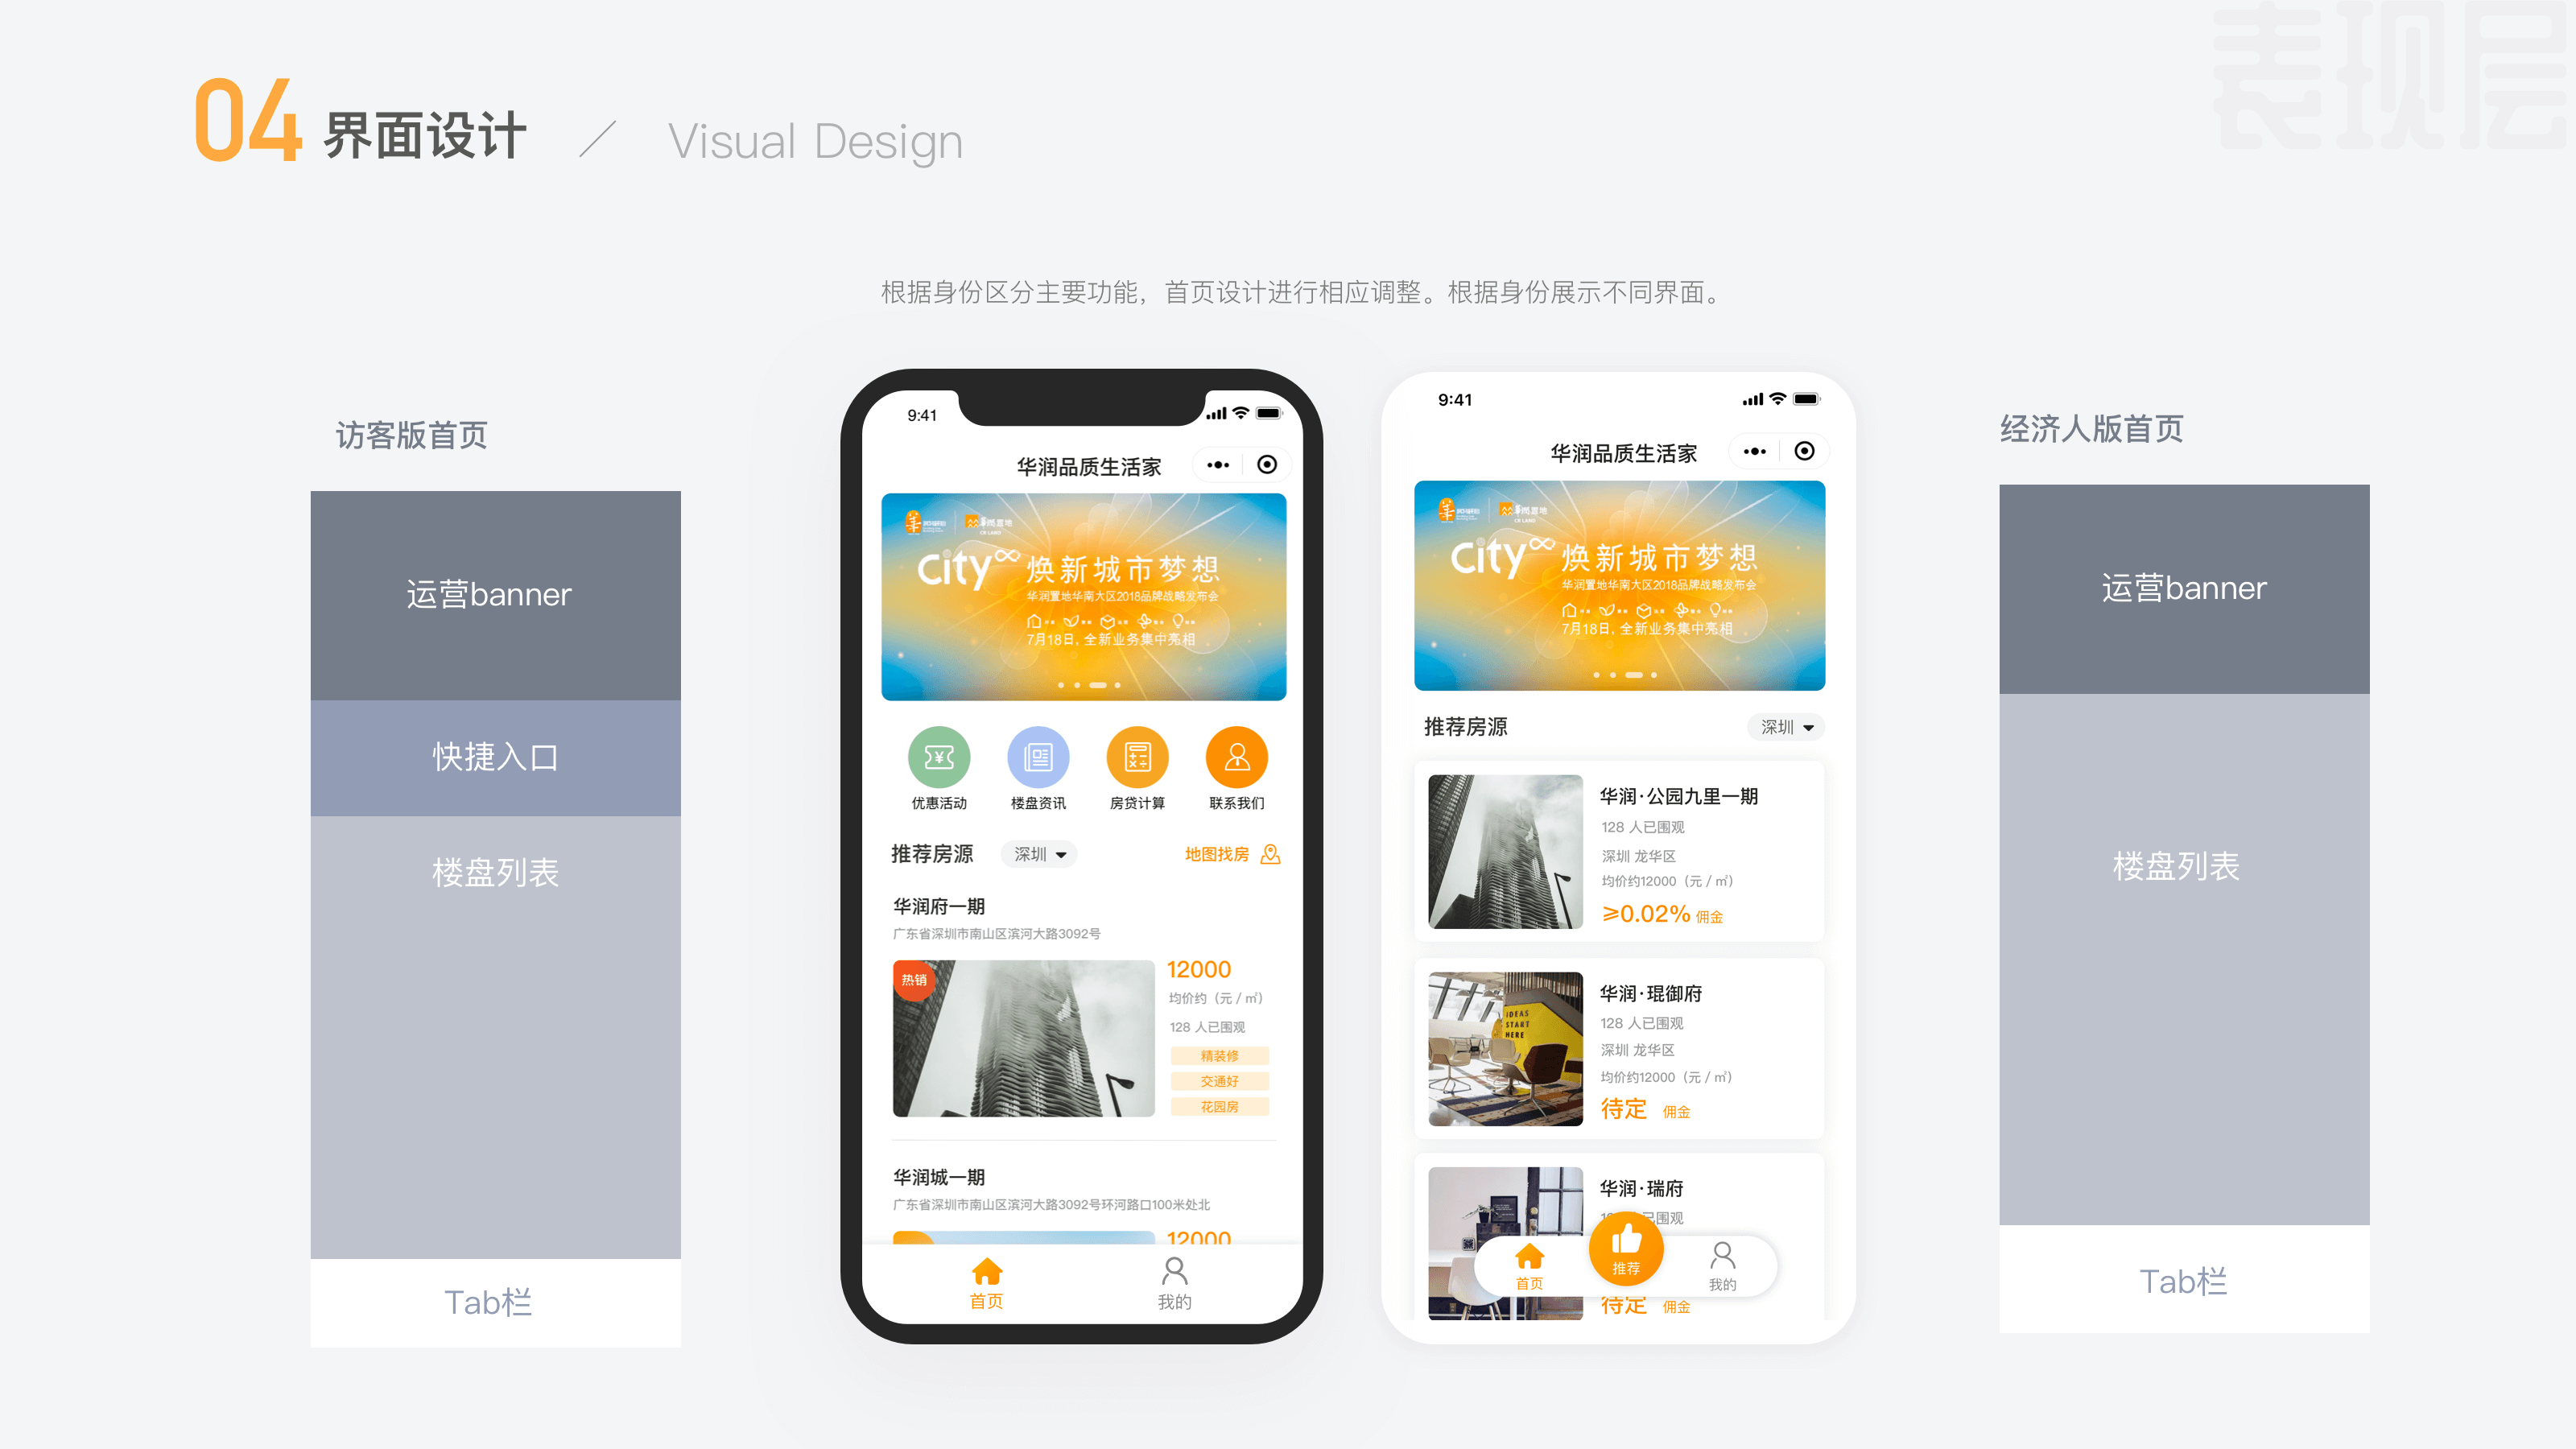 表现层
04 界面设计 / Visual Design
根据身份区分主要功能，首页设计进行相应调整。根据身份展示不同界面。
访客版首页
运营banner
快捷入口
楼盘列表
Tab栏
9:41
华润品质生活家
华润置地
CR LAND
City∞ 焕新城市梦想
华润置地华南大区2018品牌战略发布会
7月18日, 全新业务集中亮相
优惠活动 楼盘资讯 房贷计算 联系我们
推荐房源 深圳 地图找房
华润府一期
广东省深圳市南山区滨河大路3092号
热销
12000
均价约（元 / ㎡）
128 人已围观
精装修
交通好
花园房
华润城一期
广东省深圳市南山区滨河大路3092号环河路口100米处北
12000
首页 我的
9:41
华润品质生活家
华润置地
CR LAND
City∞ 焕新城市梦想
华润置地华南大区2018品牌战略发布会
7月18日, 全新业务集中亮相
推荐房源 深圳
华润·公园九里一期
128 人已围观
深圳 龙华区
均价约12000（元 / ㎡）
≥0.02% 佣金
IDEAS
START
HERE
华润·琨御府
128 人已围观
深圳 龙华区
均价约12000（元 / ㎡）
待定 佣金
华润·瑞府
已围观
待定 佣金
首页 推荐 我的
经济人版首页
运营banner
楼盘列表
Tab栏